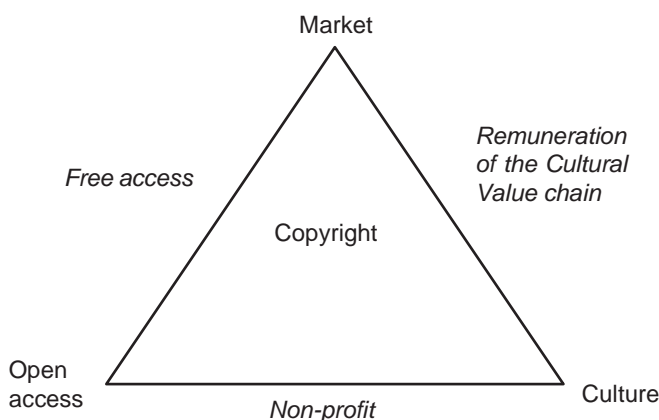 Market
Free access
Remuneration
of the Cultural
Value chain
Copyright
Open
access
Culture
Non-profit